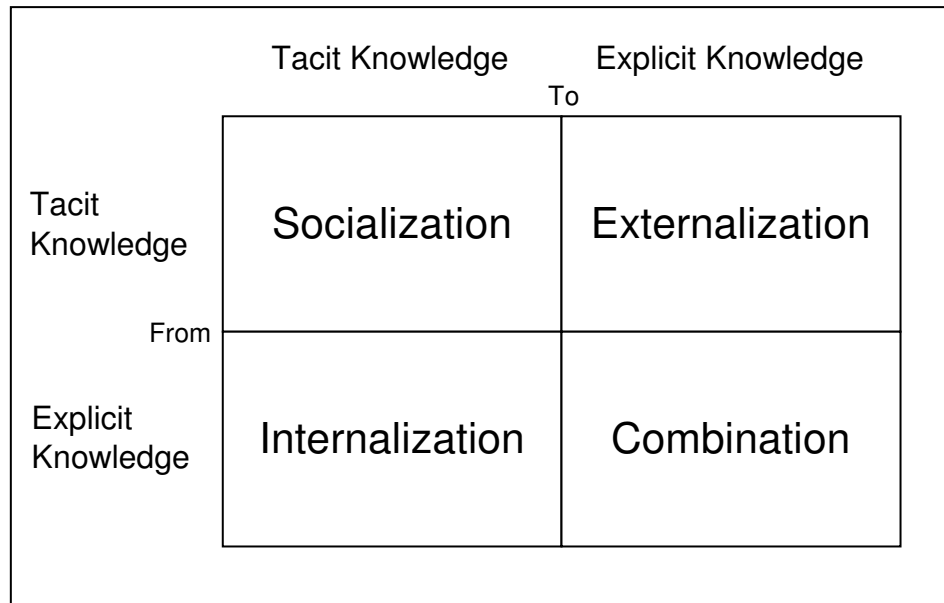 Tacit Knowledge Explicit Knowledge
To
Tacit
Knowledge
Socialization Externalization
From
Explicit
Knowledge
Internalization Combination